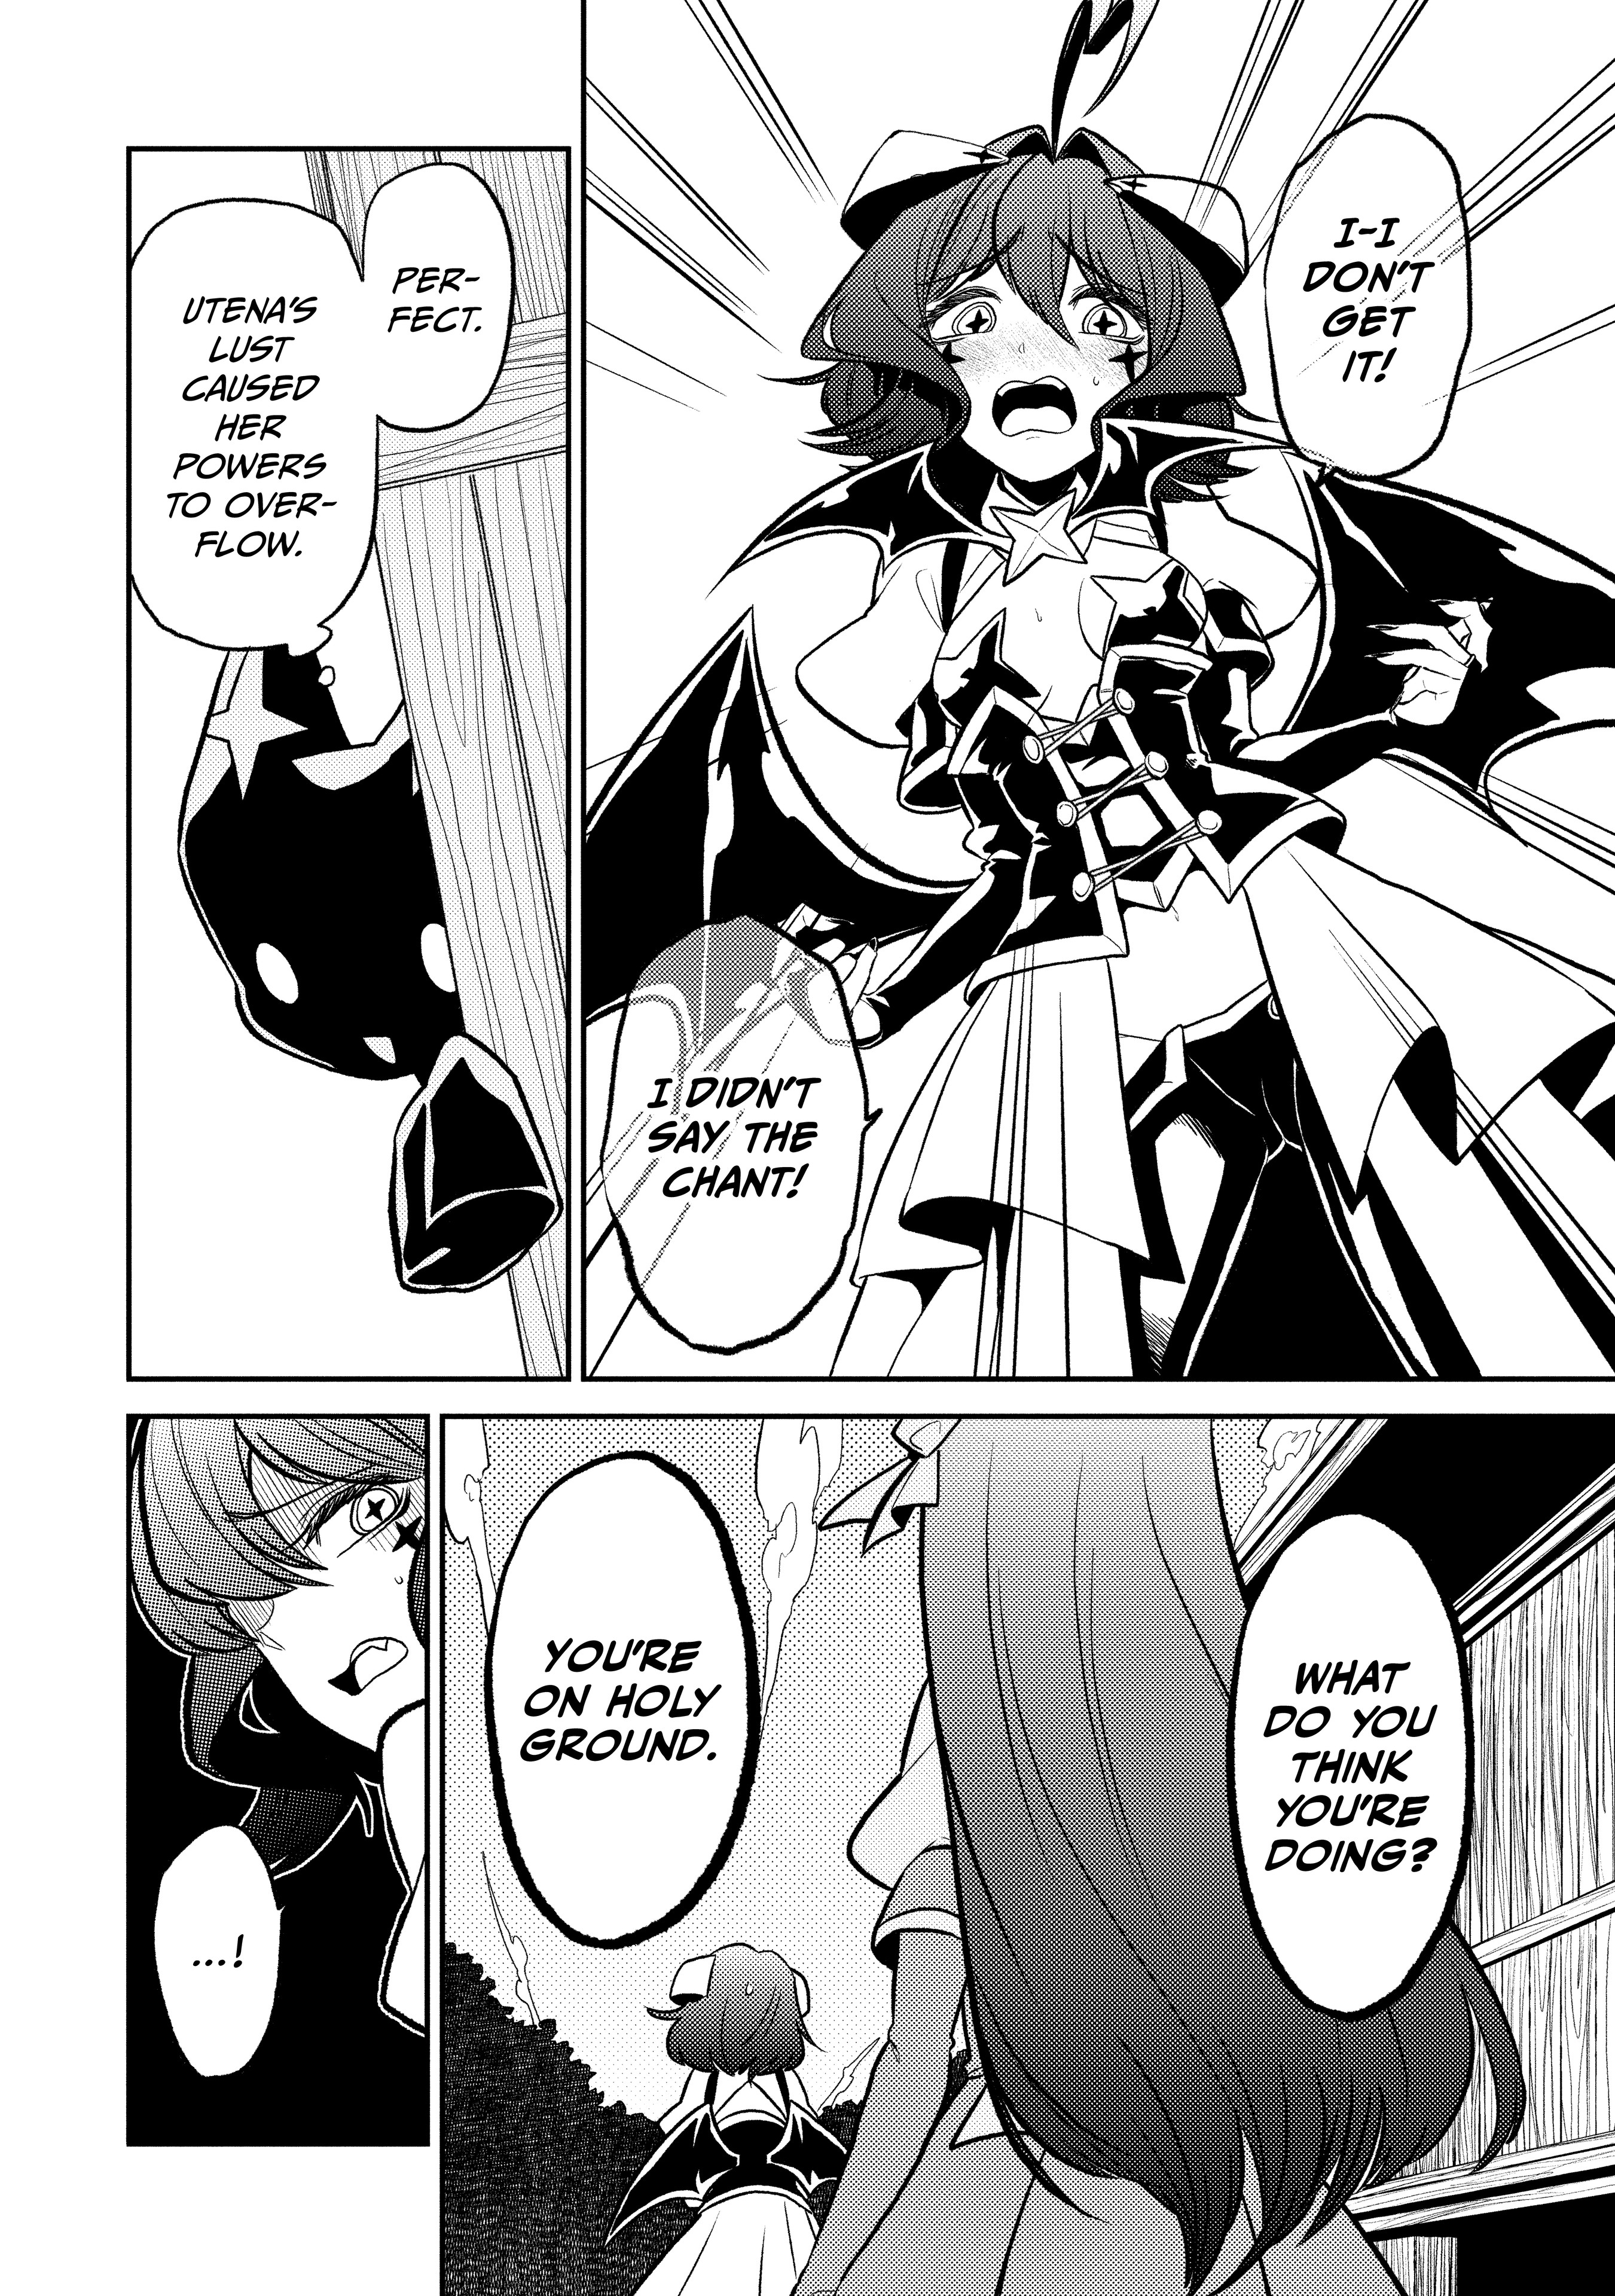 I-I
DON'T
GET
IT!
I DIDN'T
SAY THE
CHANT!
PER-
FECT.
UTENA'S
LUST
CAUSED
HER
POWERS
TO OVER-
FLOW.
WHAT
DO YOU
THINK
YOU'RE
DOING?
YOU'RE
ON HOLY
GROUND.
...!